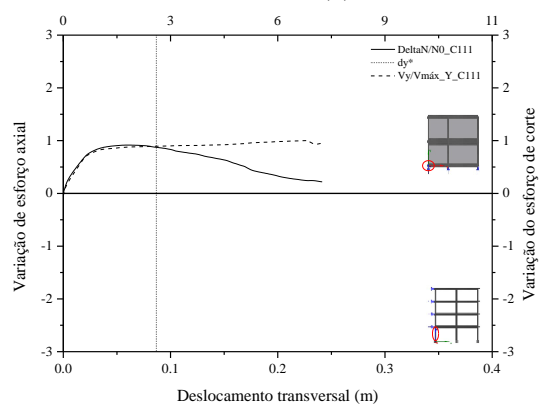 0 3 6 8 11
3 3
DeltaN/N0_C111
dy*
Vy/Vmáx_Y_C111
2 2
1 1
0 0
-1 -1
-2 -2
-3 -3
Variação de esforço axial
Variação do esforço de corte
0.0 0.1 0.2 0.3 0.4
Deslocamento transversal (m)